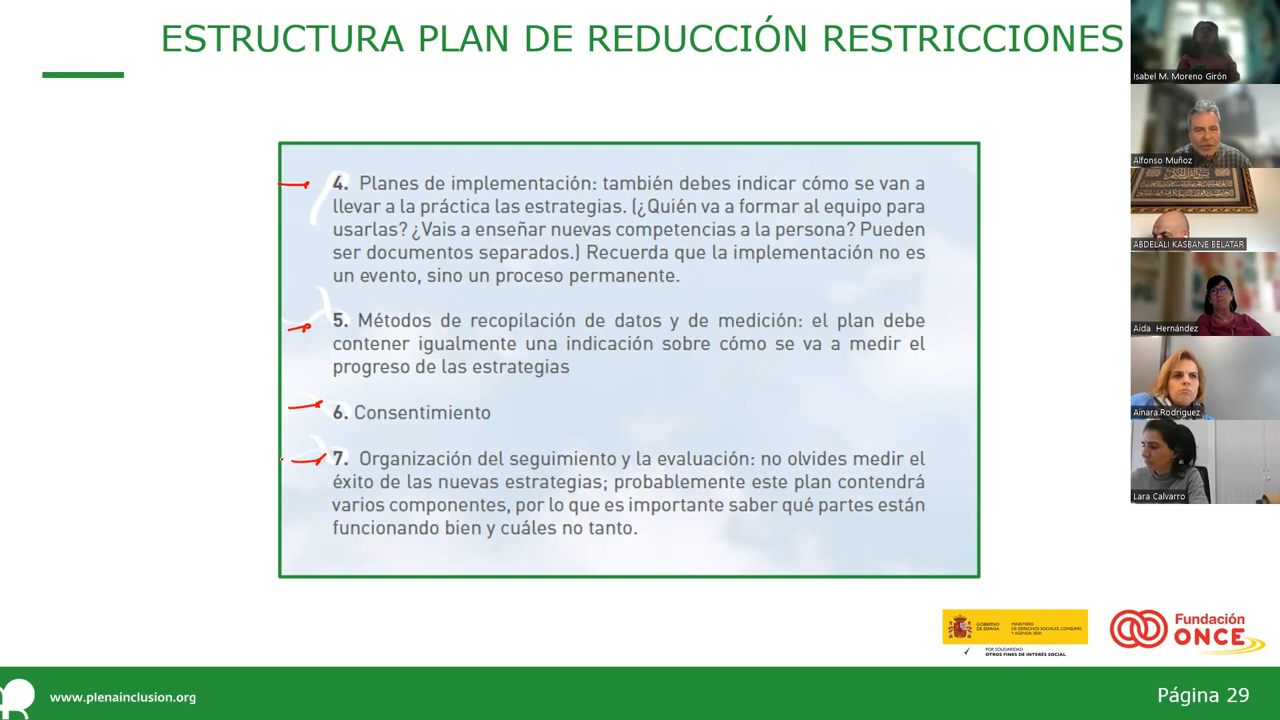 ESTRUCTURA PLAN DE REDUCCIÓN RESTRICCIONES
Isabel M. Moreno Girón
Alfonso Muñoz
ABDELALI KASBANE BELATAR
Aida Hernández
Ainara.Rodriguez
Lara Calvarro
4. Planes de implementación: también debes indicar cómo se van a
llevar a la práctica las estrategias. (¿Quién va a formar al equipo para
usarlas? ¿Vais a enseñar nuevas competencias a la persona? Pueden
ser documentos separados.) Recuerda que la implementación no es
un evento, sino un proceso permanente.
5. Métodos de recopilación de datos y de medición: el plan debe
contener igualmente una indicación sobre cómo se va a medir el
progreso de las estrategias
6. Consentimiento
7. Organización del seguimiento y la evaluación: no olvides medir el
éxito de las nuevas estrategias; probablemente este plan contendrá
varios componentes, por lo que es importante saber qué partes están
funcionando bien y cuáles no tanto.
GOBIERNO
DE ESPAÑA
MINISTERIO
DE DERECHOS SOCIALES, CONSUMO
Y AGENDA 2030
POR SOLIDARIDAD
OTROS FINES DE INTERÉS SOCIAL
Fundación
ONCE
www.plenainclusion.org
Página 29